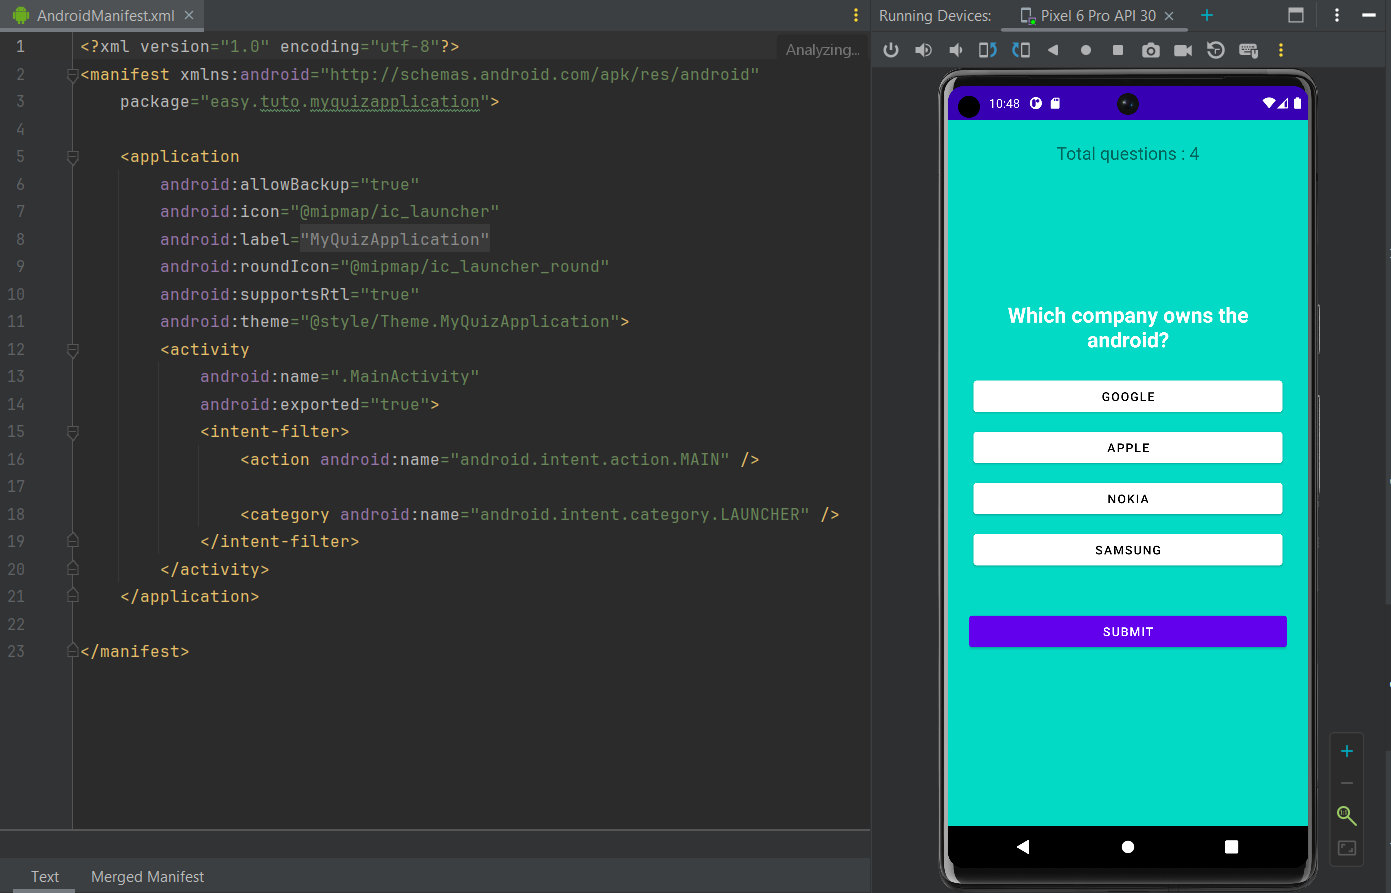 AndroidManifest.xml
1 <?xml version="1.0" encoding="utf-8"?>
Analyzing...
2 <manifest xmlns:android="http://schemas.android.com/apk/res/android"
3     package="easy.tuto.myquizapplication">
4
5     <application
6         android:allowBackup="true"
7         android:icon="@mipmap/ic_launcher"
8         android:label="MyQuizApplication"
9         android:roundIcon="@mipmap/ic_launcher_round"
10         android:supportsRtl="true"
11         android:theme="@style/Theme.MyQuizApplication">
12         <activity
13             android:name=".MainActivity"
14             android:exported="true">
15             <intent-filter>
16                 <action android:name="android.intent.action.MAIN" />
17
18                 <category android:name="android.intent.category.LAUNCHER" />
19             </intent-filter>
20         </activity>
21     </application>
22
23 </manifest>
Text Merged Manifest
Running Devices: Pixel 6 Pro API 30
10:48
Total questions : 4
Which company owns the
android?
GOOGLE
APPLE
NOKIA
SAMSUNG
SUBMIT